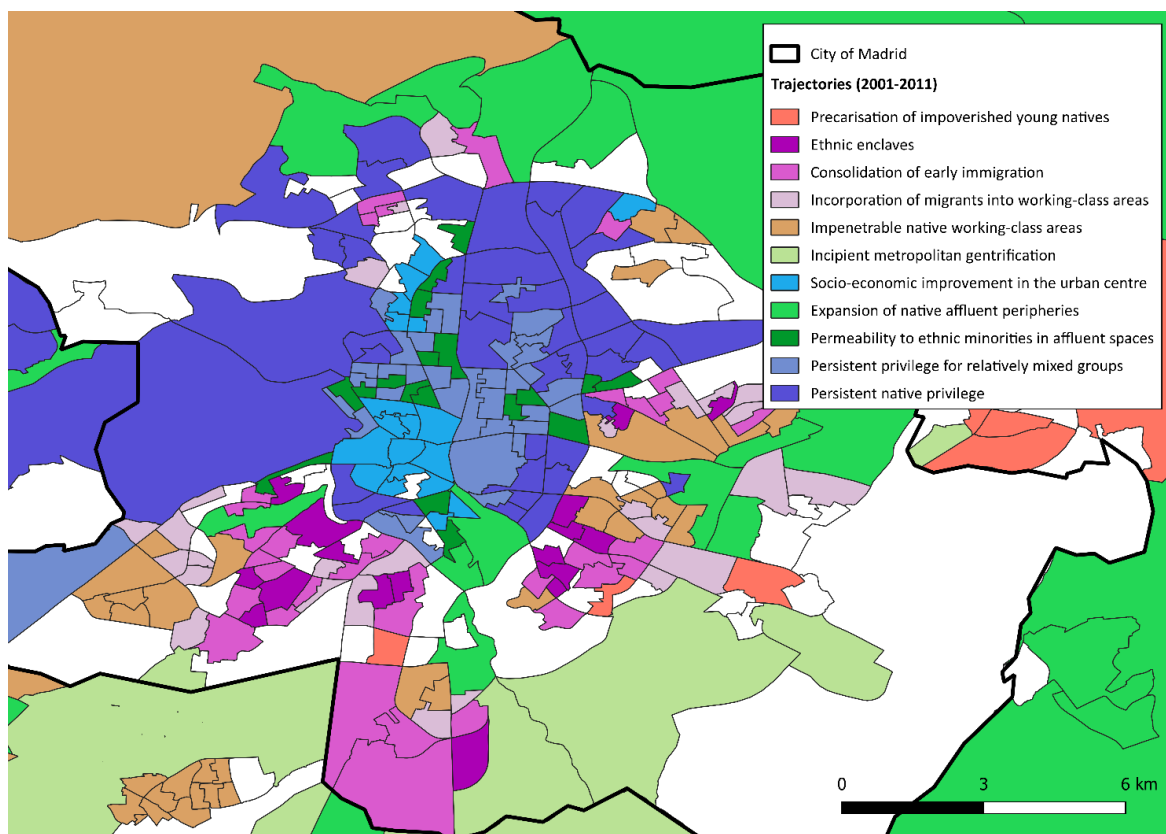 City of Madrid
Trajectories (2001-2011)
Precarisation of impoverished young natives
Ethnic enclaves
Consolidation of early immigration
Incorporation of migrants into working-class areas
Impenetrable native working-class areas
Incipient metropolitan gentrification
Socio-economic improvement in the urban centre
Expansion of native affluent peripheries
Permeability to ethnic minorities in affluent spaces
Persistent privilege for relatively mixed groups
Persistent native privilege
0 3 6 km